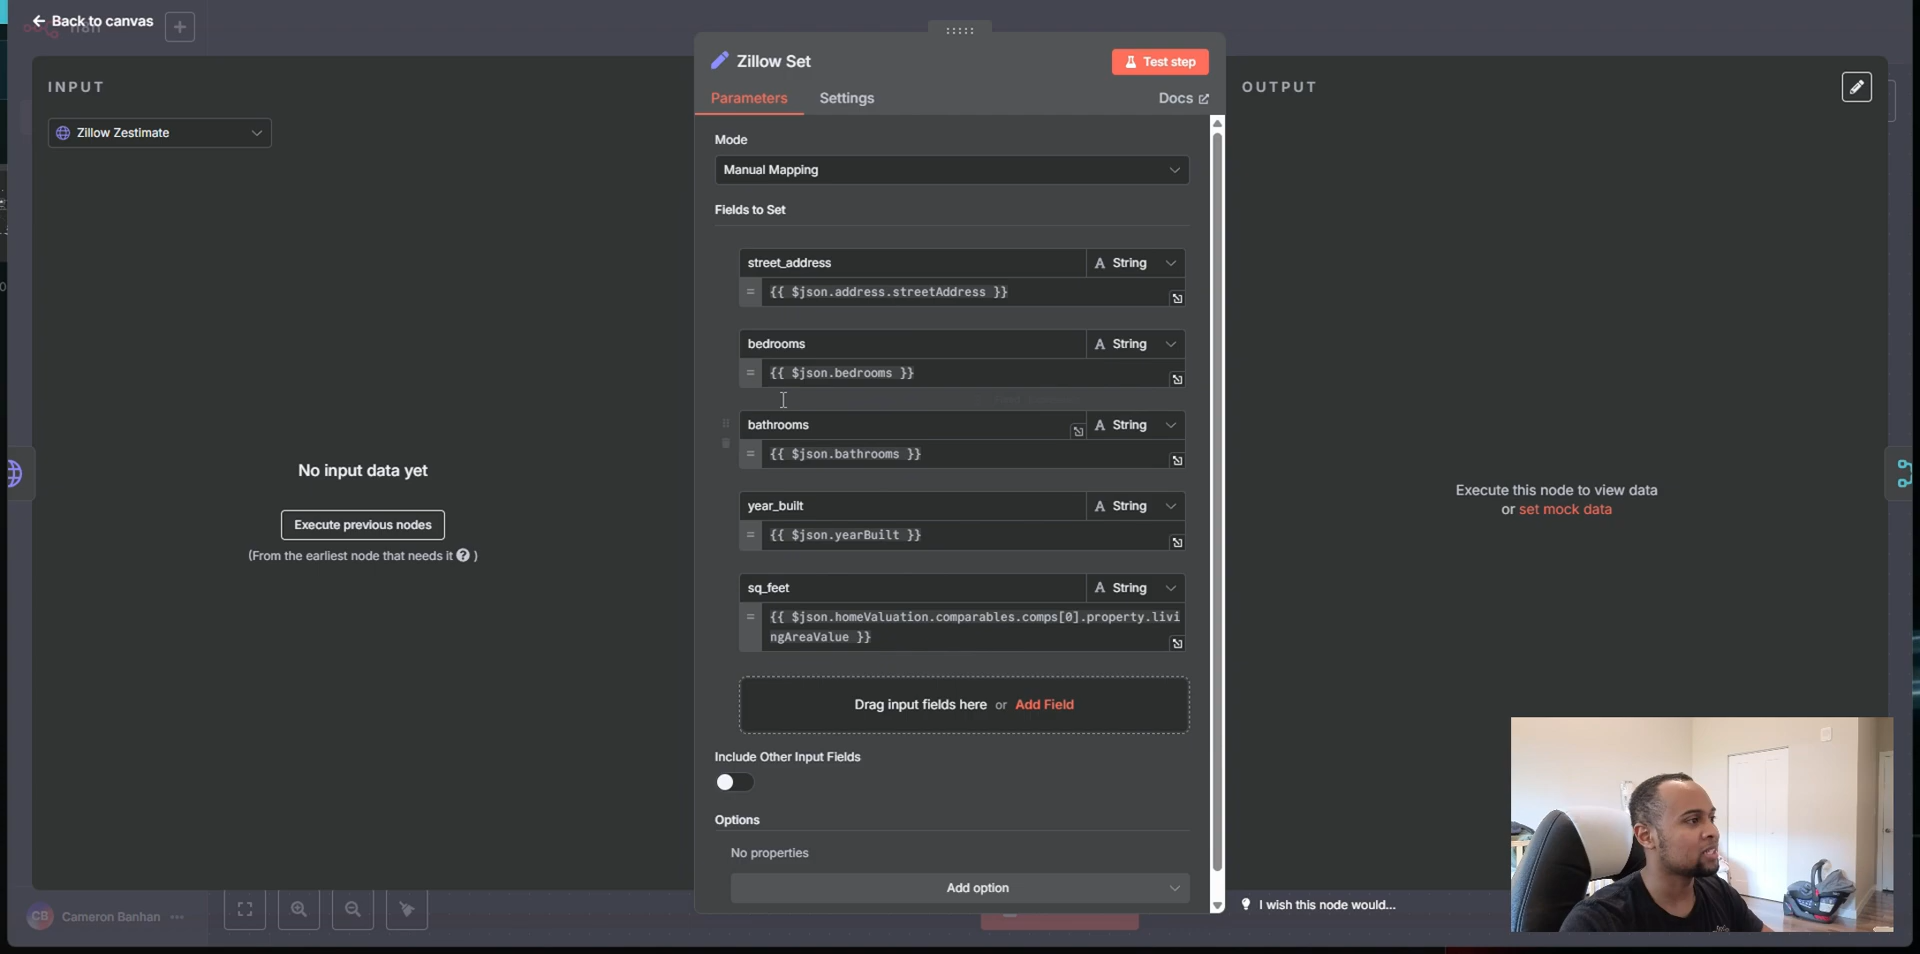 Back to canvas
n8n
+
INPUT
Zillow Zestimate
No input data yet
Execute previous nodes
(From the earliest node that needs it ? )
Zillow Set
Test step
Parameters
Settings
Docs
Mode
Manual Mapping
Fields to Set
street_address
A String
= {{ $json.address.streetAddress }}
bedrooms
A String
= {{ $json.bedrooms }}
bathrooms
A String
= {{ $json.bathrooms }}
year_built
A String
= {{ $json.yearBuilt }}
sq_feet
A String
= {{ $json.homeValuation.comparables.comps[0].property.livi
ngAreaValue }}
Drag input fields here or Add Field
Include Other Input Fields
Options
No properties
Add option
OUTPUT
Execute this node to view data
or set mock data
I wish this node would...
CB Cameron Banhan